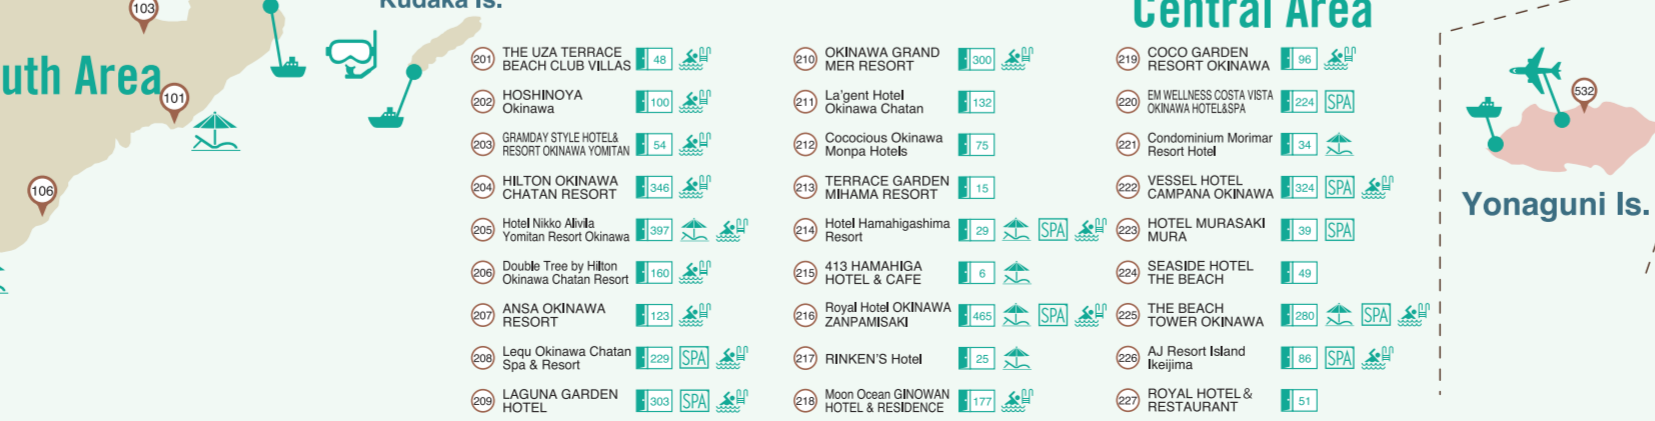 103
Kudaka Is.
uth Area
101
106
Central Area
201 THE UZA TERRACE
BEACH CLUB VILLAS 48
202 HOSHINOYA
Okinawa 100
203 GRAMDAY STYLE HOTEL&
RESORT OKINAWA YOMITAN 54
204 HILTON OKINAWA
CHATAN RESORT 346
205 Hotel Nikko Alivila
Yomitan Resort Okinawa 397
206 Double Tree by Hilton
Okinawa Chatan Resort 160
207 ANSA OKINAWA
RESORT 123
208 Lequ Okinawa Chatan
Spa & Resort 229 SPA
209 LAGUNA GARDEN
HOTEL 303 SPA
210 OKINAWA GRAND
MER RESORT 300
211 La'gent Hotel
Okinawa Chatan 132
212 Cococious Okinawa
Monpa Hotels 75
213 TERRACE GARDEN
MIHAMA RESORT 15
214 Hotel Hamahigashima
Resort 29 SPA
215 413 HAMAHIGA
HOTEL & CAFE 6
216 Royal Hotel OKINAWA
ZANPAMISAKI 465 SPA
217 RINKEN'S Hotel 25
218 Moon Ocean GINOWAN
HOTEL & RESIDENCE 177
219 COCO GARDEN
RESORT OKINAWA 96
220 EM WELLNESS COSTA VISTA
OKINAWA HOTEL&SPA 224 SPA
221 Condominium Morimar
Resort Hotel 34
222 VESSEL HOTEL
CAMPANA OKINAWA 324 SPA
223 HOTEL MURASAKI
MURA 39 SPA
224 SEASIDE HOTEL
THE BEACH 49
225 THE BEACH
TOWER OKINAWA 280 SPA
226 AJ Resort Island
Ikeijima 86 SPA
227 ROYAL HOTEL &
RESTAURANT 51
532
Yonaguni Is.